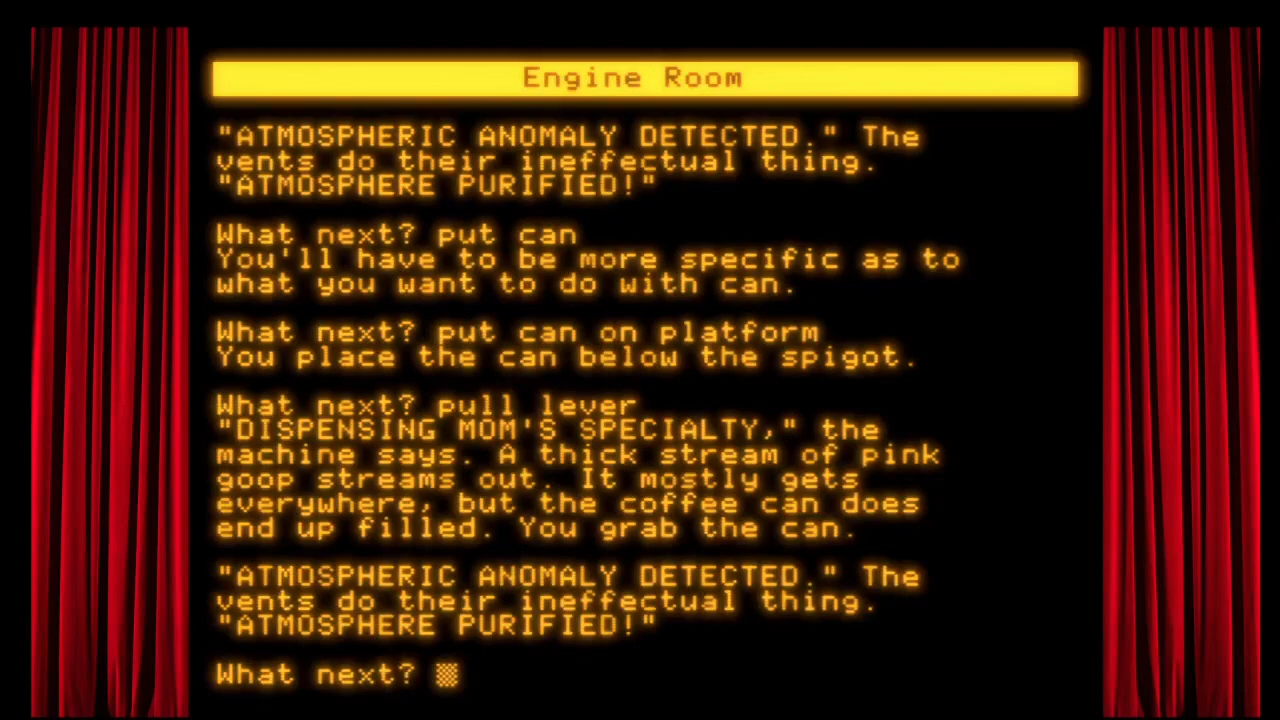 Engine Room
"ATMOSPHERIC ANOMALY DETECTED." The
vents do their ineffectual thing.
"ATMOSPHERE PURIFIED!"
What next? put can
You'll have to be more specific as to
what you want to do with can.
What next? put can on platform
You place the can below the spigot.
What next? pull lever
"DISPENSING MOM'S SPECIALTY," the
machine says. A thick stream of pink
goop streams out. It mostly gets
everywhere, but the coffee can does
end up filled. You grab the can.
"ATMOSPHERIC ANOMALY DETECTED." The
vents do their ineffectual thing.
"ATMOSPHERE PURIFIED!"
What next?